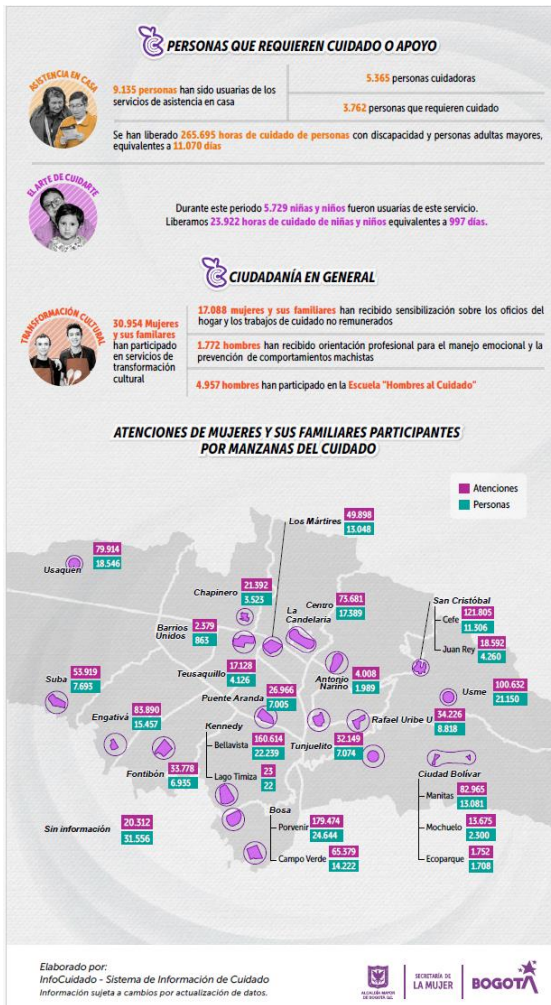 PERSONAS QUE REQUIEREN CUIDADO O APOYO
ASISTENCIA EN CASA
9.135 personas han sido usuarias de los
servicios de asistencia en casa
5.365 personas cuidadoras
3.762 personas que requieren cuidado
Se han liberado 265.695 horas de cuidado de personas con discapacidad y personas adultas mayores,
equivalentes a 11.070 días
EL ARTE DE CUIDARTE
Durante este periodo 5.729 niñas y niños fueron usuarias de este servicio.
Liberamos 23.922 horas de cuidado de niñas y niños equivalentes a 997 días.
CIUDADANÍA EN GENERAL
TRANSFORMACIÓN CULTURAL
30.954 Mujeres
y sus familares
han participado
en servicios de
transformación
cultural
17.088 mujeres y sus familiares han recibido sensibilización sobre los oficios del
hogar y los trabajos de cuidado no remunerados
1.772 hombres han recibido orientación profesional para el manejo emocional y la
prevención de comportamientos machistas
4.957 hombres han participado en la Escuela "Hombres al Cuidado"
ATENCIONES DE MUJERES Y SUS FAMILIARES PARTICIPANTES
POR MANZANAS DEL CUIDADO
Atenciones
Personas
Los Mártires
49.898
13.048
Usaquén
79.914
18.546
Chapinero
21.392
3.523
La
Candelaria
Centro
73.681
17.389
San Cristóbal
Cefe
121.805
11.306
Juan Rey
18.592
4.260
Barrios
Unidos
2.379
863
Teusaquillo
17.128
4.126
Antonio
Nariño
4.008
1.989
Suba
53.919
7.693
Puente Aranda
26.966
7.005
Usme
100.632
21.150
Engativá
83.890
15.457
Rafael Uribe U
34.226
8.818
Kennedy
Bellavista
160.614
22.239
Lago Timiza
23
22
Tunjuelito
32.149
7.074
Fontibón
33.778
6.935
Ciudad Bolívar
Manitas
82.965
13.081
Mochuelo
13.675
2.300
Ecoparque
1.752
1.708
Bosa
Porvenir
179.474
24.644
Campo Verde
65.379
14.222
Sin información
20.312
31.556
Elaborado por:
InfoCuidado - Sistema de Información de Cuidado
Información sujeta a cambios por actualización de datos.
ALCALDÍA MAYOR
DE BOGOTÁ D.C.
SECRETARÍA DE
LA MUJER
BOGOTÁ